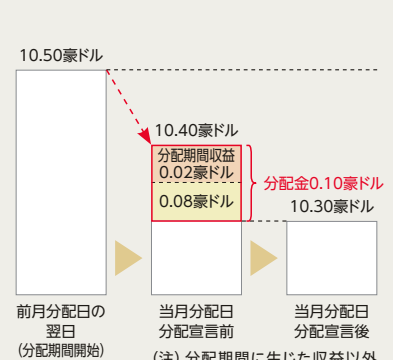 10.50豪ドル
10.40豪ドル
分配期間収益
0.02豪ドル
0.08豪ドル
分配金0.10豪ドル
10.30豪ドル
前月分配日の
翌日
(分配期間開始)
当月分配日
分配宣言前
当月分配日
分配宣言後
(注) 分配期間に生じた収益以外